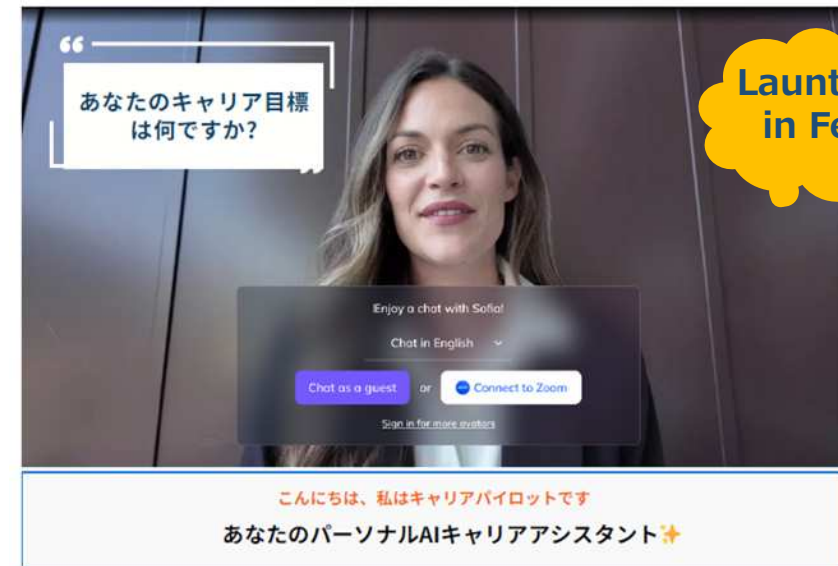 あなたのキャリア目標
は何ですか?
in
Enjoy a chat with Sofia!
Chat in English
Chat as a guest
or
Connect to Zoom
Sign in for more avatars
こんにちは、私はキャリアパイロットです
あなたのパーソナルAIキャリアアシスタント✨